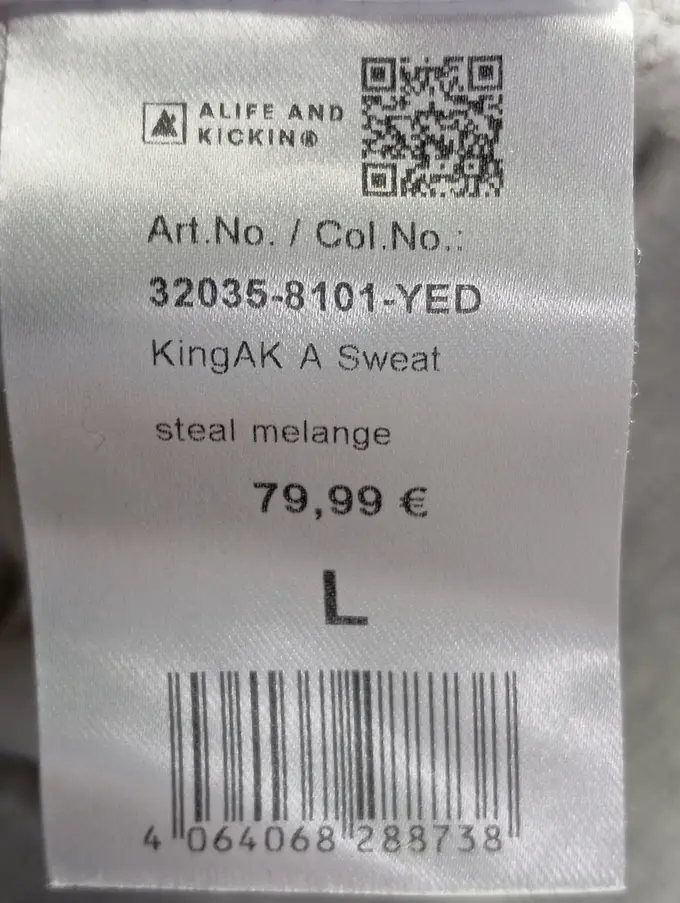 ALIFE AND
KICKIN®
Art.No. / Col.No.:
32035-8101-YED
KingAK A Sweat
steal melange
79,99 €
L
4 064068 288738